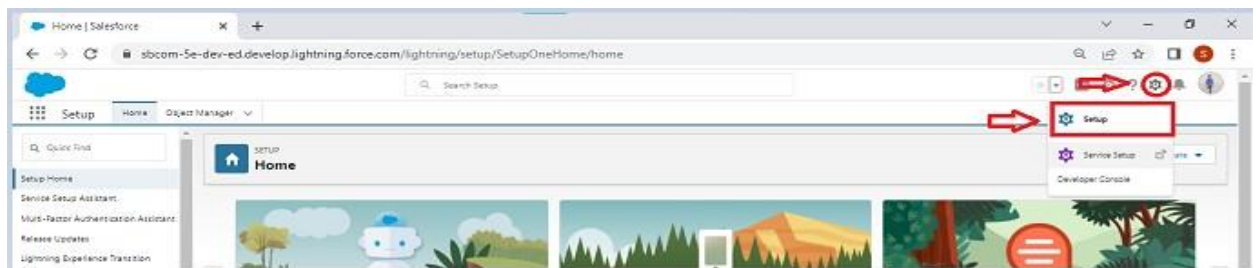 Home | Salesforce
sbcom-5e-dev-ed.develop.lightning.force.com/lightning/setup/SetupOneHome/home
S
Search Setup
?
Setup Home Object Manager
Setup
Quick Find
SETUP
Home
Service Setup
Developer Console
Setup Home
Service Setup Assistant
Multi-Factor Authentication Assistant
Release Updates
Lightning Experience Transition